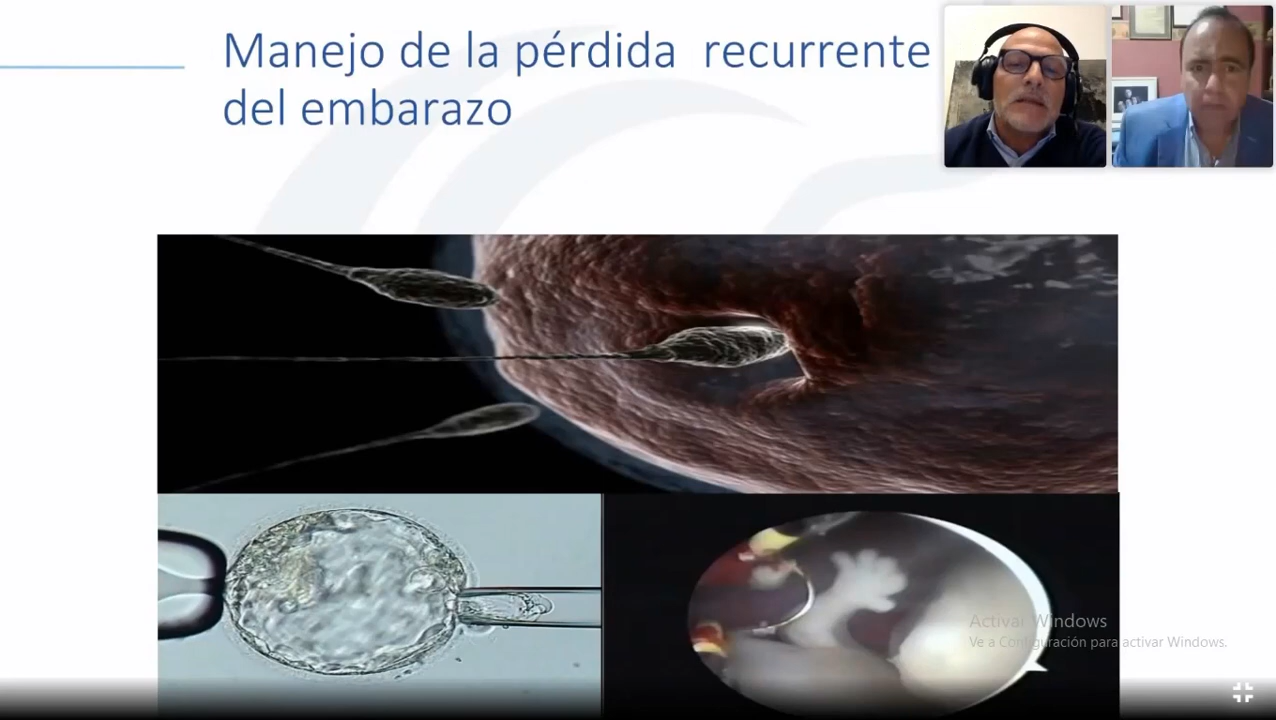 Manejo de la pérdida recurrente
del embarazo
Activar Windows
Ve a Configuración para activar Windows.